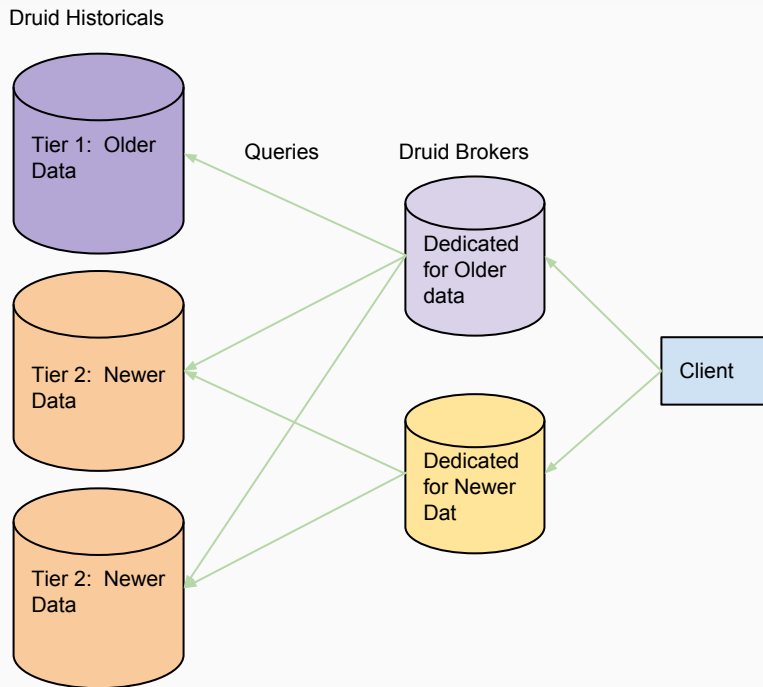 Druid Historicals
Tier 1:  Older
Data
Queries
Druid Brokers
Dedicated
for Older
data
Tier 2:  Newer
Data
Client
Dedicated
for Newer
Dat
Tier 2:  Newer
Data